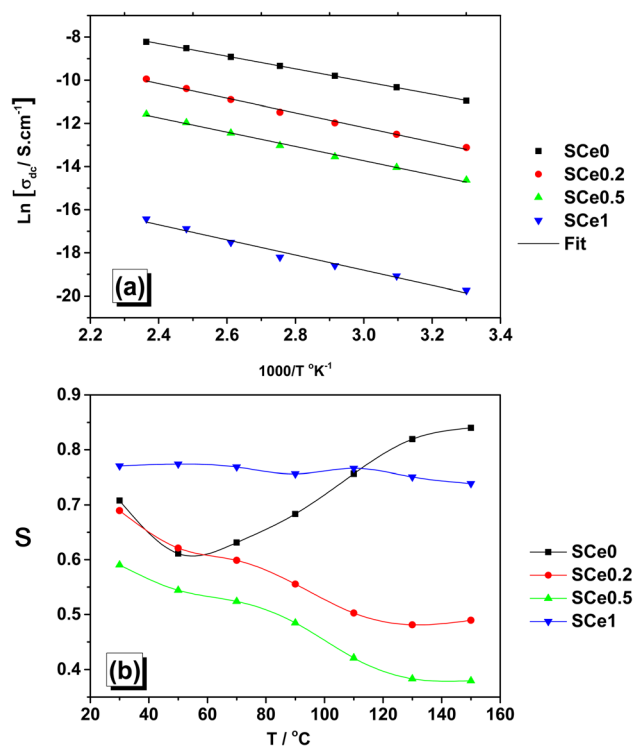 -8
-10
-12
-14
-16
-18
-20
Ln [ σdc / S.cm-1]
(a)
2.2 2.4 2.6 2.8 3.0 3.2 3.4
1000/T oK-1
SCe0
SCe0.2
SCe0.5
SCe1
Fit
0.9
0.8
0.7
0.6
0.5
0.4
S
(b)
20 40 60 80 100 120 140 160
T / oC
SCe0
SCe0.2
SCe0.5
SCe1